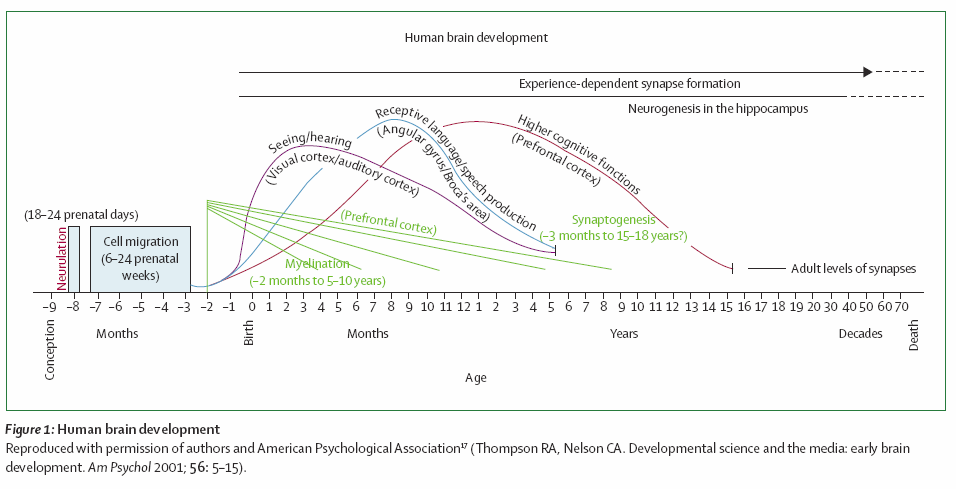 Human brain development
Experience-dependent synapse formation
Neurogenesis in the hippocampus
Seeing/hearing
(Visual cortex/auditory cortex)
Receptive language/speech production
(Angular gyrus/Broca's area)
Higher cognitive functions
(Prefrontal cortex)
(18–24 prenatal days)
Neurulation
Cell migration
(6–24 prenatal
weeks)
(Prefrontal cortex)
Myelination
(–2 months to 5–10 years)
Synaptogenesis
(–3 months to 15–18 years?)
Adult levels of synapses
–9 –8 –7 –6 –5 –4 –3 –2 –1 0 1 2 3 4 5 6 7 8 9 10 11 12 1 2 3 4 5 6 7 8 9 10 11 12 13 14 15 16 17 18 19 20 30 40 50 60 70
Conception
Months
Birth
Months
Years
Decades
Death
Age
Figure 1: Human brain development
Reproduced with permission of authors and American Psychological Association17 (Thompson RA, Nelson CA. Developmental science and the media: early brain
development. Am Psychol 2001; 56: 5–15).